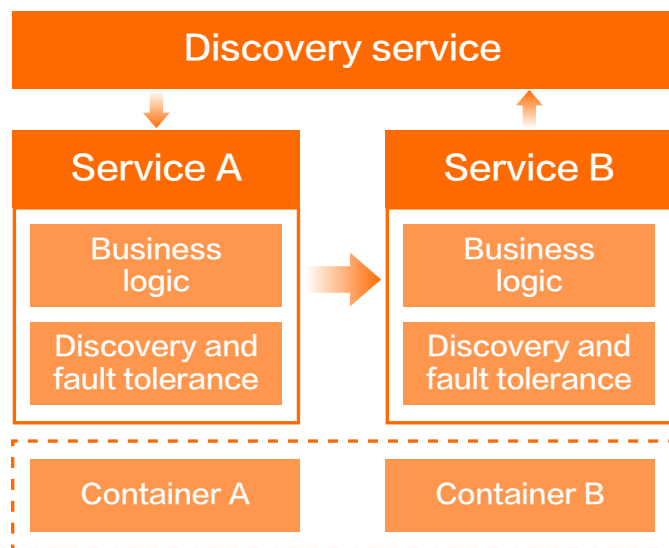 Discovery service
Service A
Business
logic
Discovery and
fault tolerance
Service B
Business
logic
Discovery and
fault tolerance
Container A
Container B